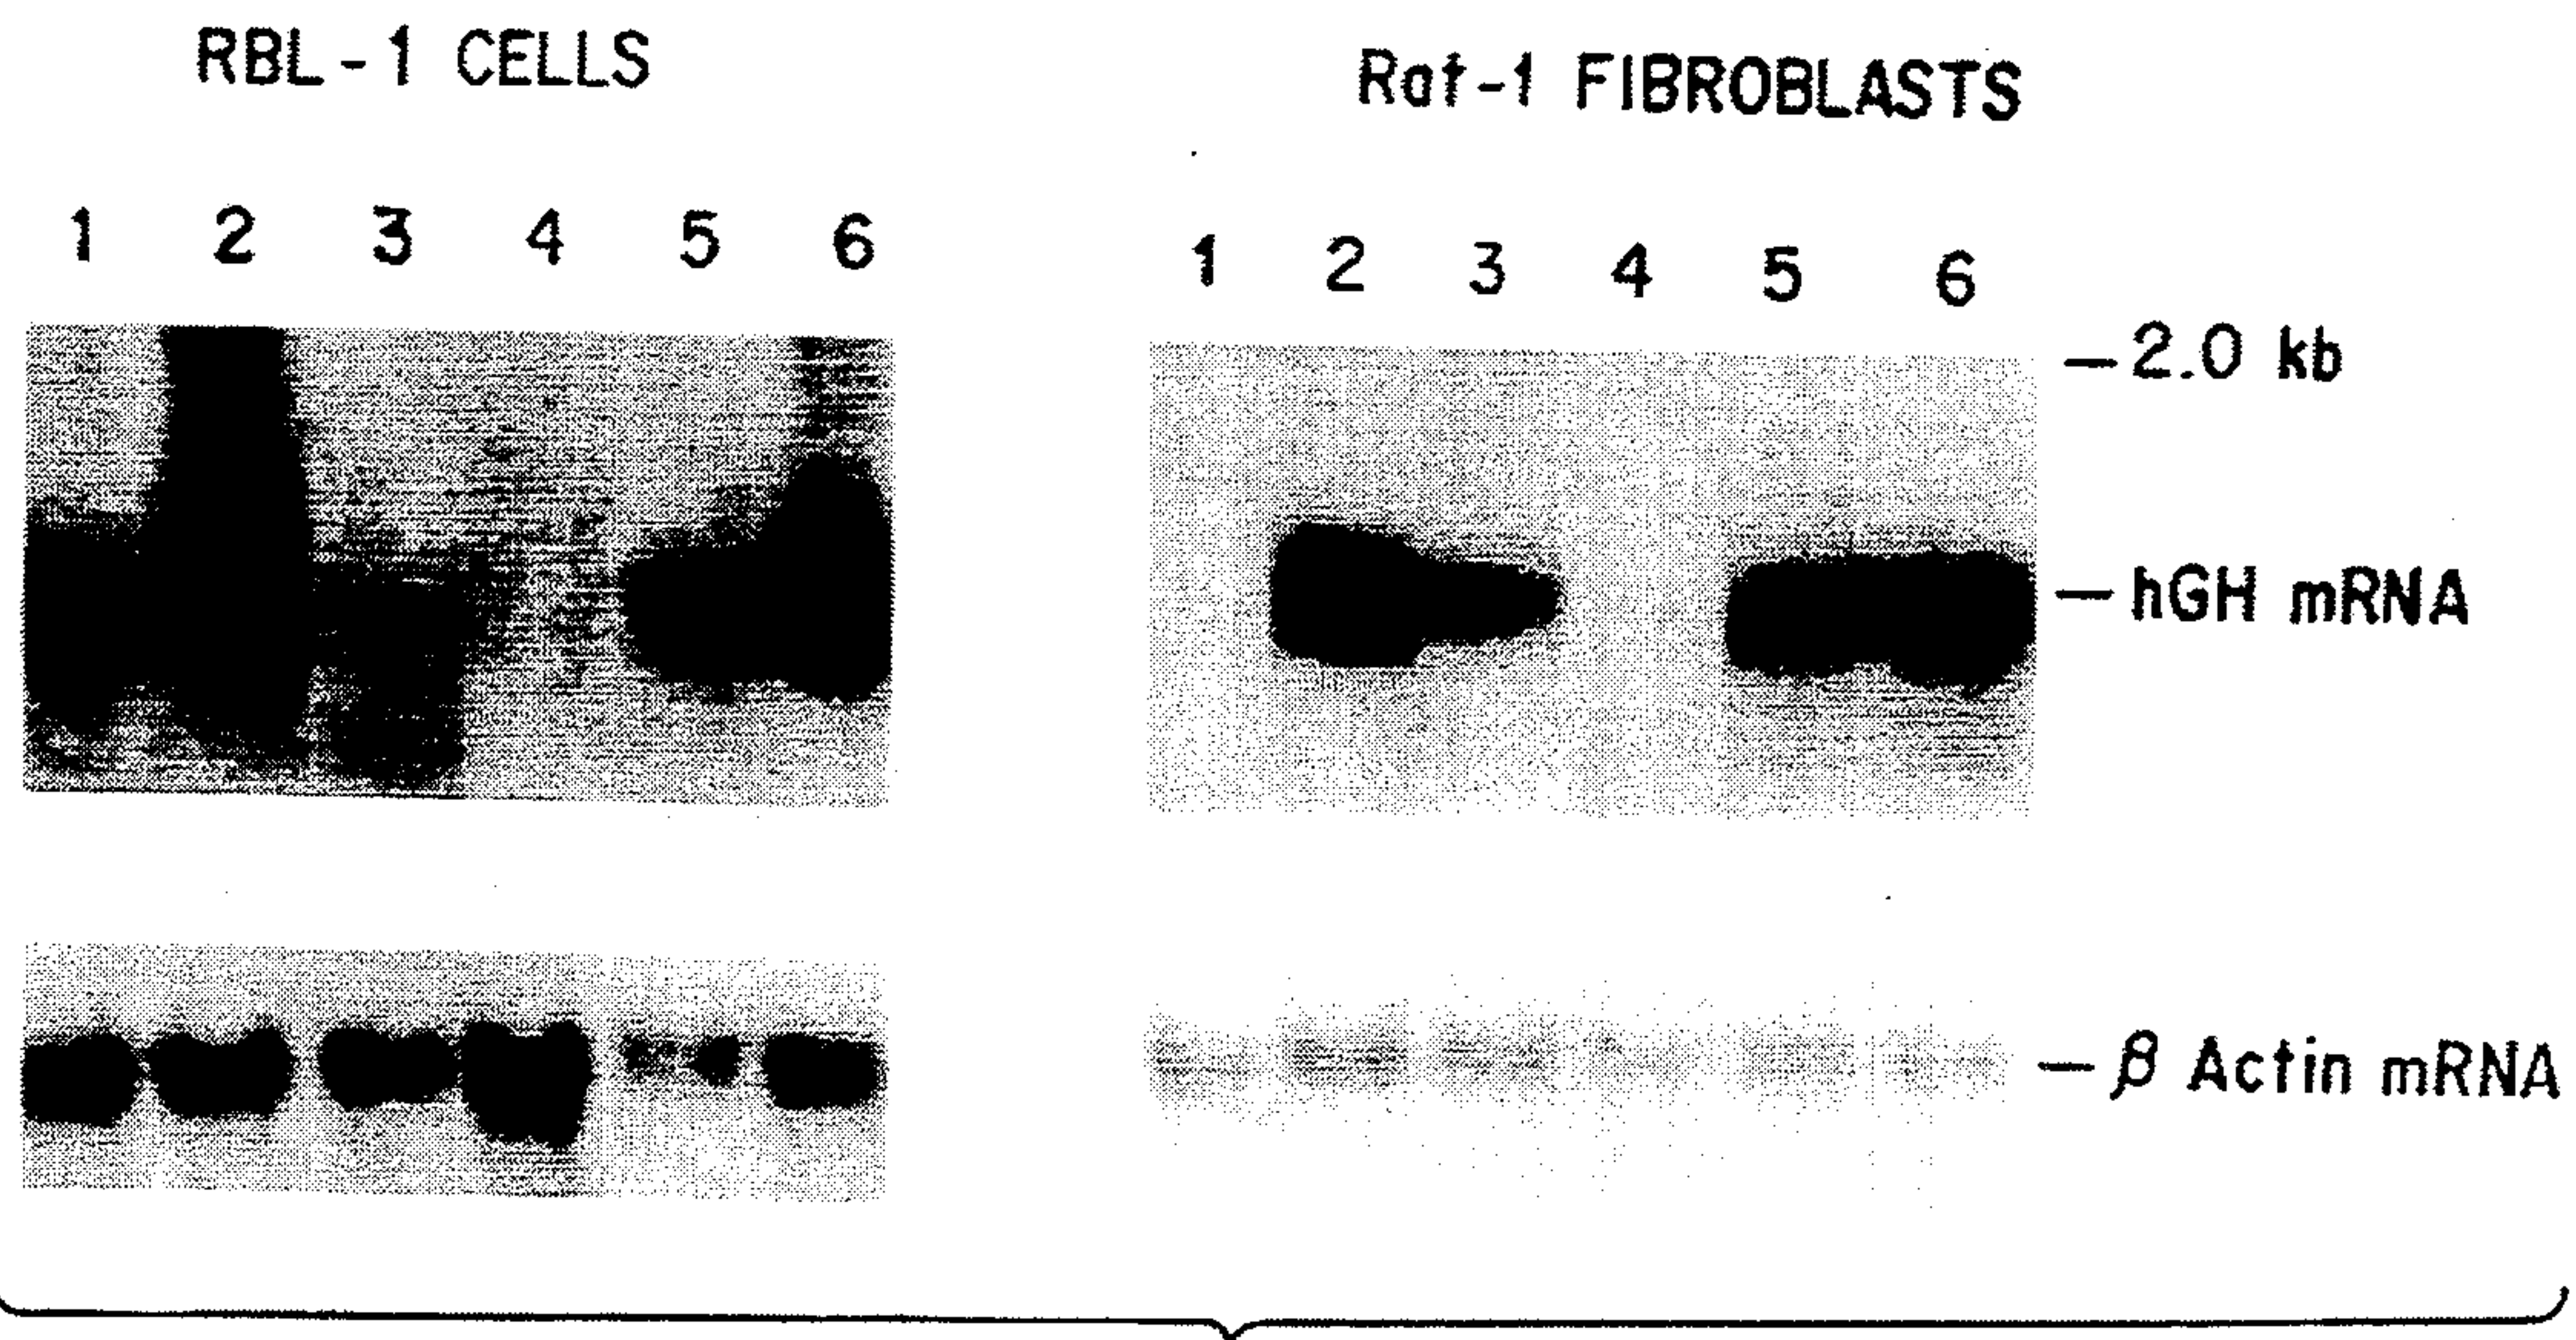 RBL-1 CELLS
Rat-1 FIBROBLASTS
1 2 3 4 5 6
1 2 3 4 5 6
– 2.0 kb
– hGH mRNA
– β Actin mRNA